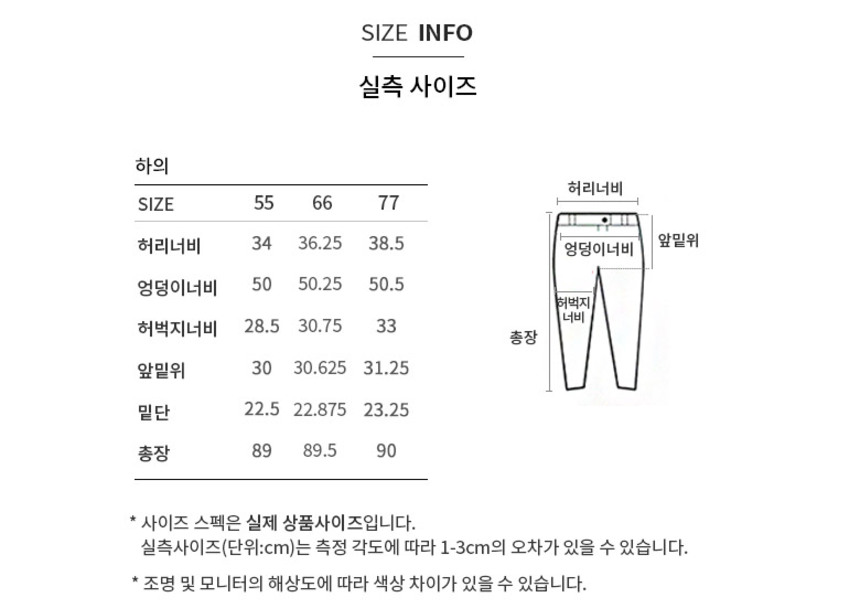 SIZE INFO
실측 사이즈
하의
SIZE 55 66 77
허리너비 34 36.25 38.5
엉덩이너비 50 50.25 50.5
허벅지너비 28.5 30.75 33
앞밑위 30 30.625 31.25
밑단 22.5 22.875 23.25
총장 89 89.5 90
허리너비
앞밑위
엉덩이너비
허벅지
너비
총장
* 사이즈 스펙은 실제 상품사이즈입니다.
실측사이즈(단위:cm)는 측정 각도에 따라 1-3cm의 오차가 있을 수 있습니다.
* 조명 및 모니터의 해상도에 따라 색상 차이가 있을 수 있습니다.